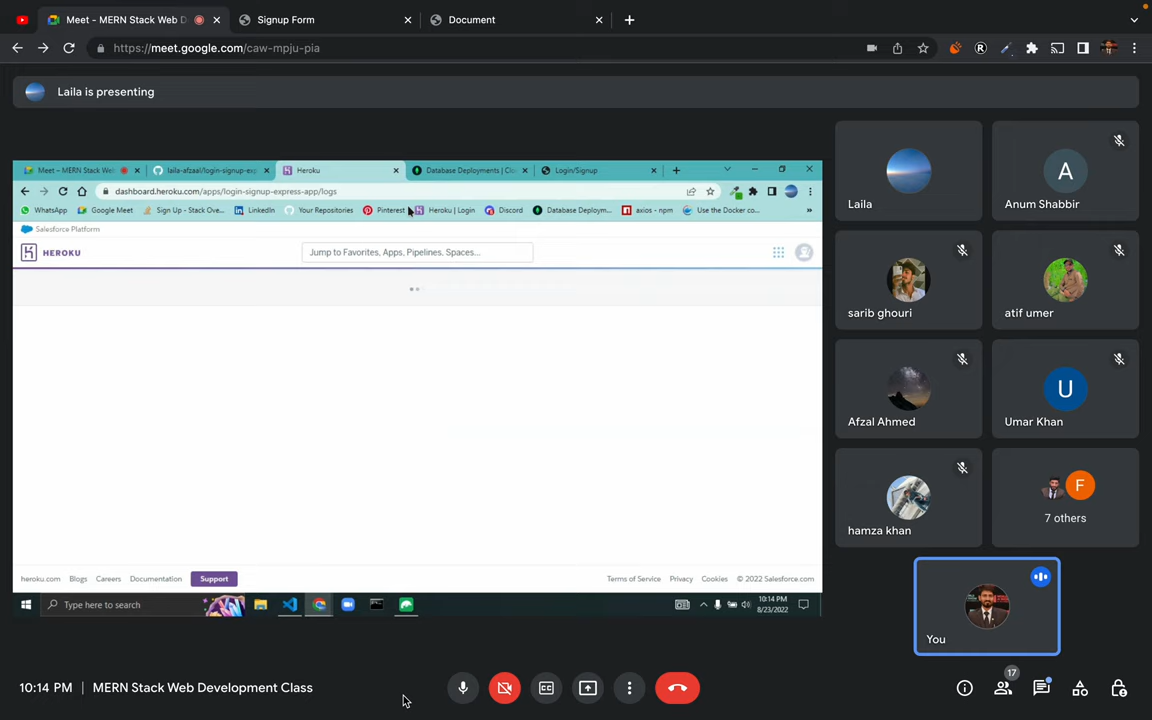 Meet - MERN Stack Web D
Signup Form
Document
https://meet.google.com/caw-mpju-pia
Laila is presenting
Meet – MERN Stack Web
laila-afzaal/login-signup-exp
Heroku
Database Deployments | Clo
Login/Signup
dashboard.heroku.com/apps/login-signup-express-app/logs
WhatsApp
Google Meet
Sign Up - Stack Ove...
LinkedIn
Your Repositories
Pinterest
Heroku | Login
Discord
Database Deploym...
axios - npm
Use the Docker co...
»
Salesforce Platform
HEROKU
Jump to Favorites, Apps, Pipelines, Spaces...
heroku.com
Blogs
Careers
Documentation
Support
Terms of Service
Privacy
Cookies
© 2022 Salesforce.com
Type here to search
10:14 PM
8/23/2022
Laila
A
Anum Shabbir
sarib ghouri
atif umer
Afzal Ahmed
U
Umar Khan
hamza khan
F
7 others
You
10:14 PM | MERN Stack Web Development Class
CC
17